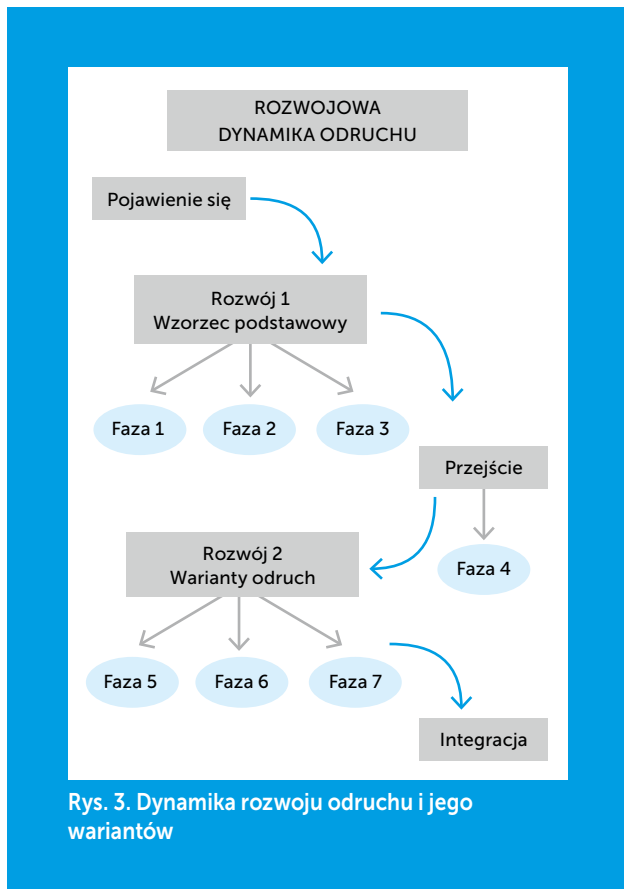 ROZWOJOWA
DYNAMIKA ODRUCHU
Pojawienie się
Rozwój 1
Wzorzec podstawowy
Faza 1
Faza 2
Faza 3
Przejście
Faza 4
Rozwój 2
Warianty odruch
Faza 5
Faza 6
Faza 7
Integracja
Rys. 3. Dynamika rozwoju odruchu i jego
wariantów